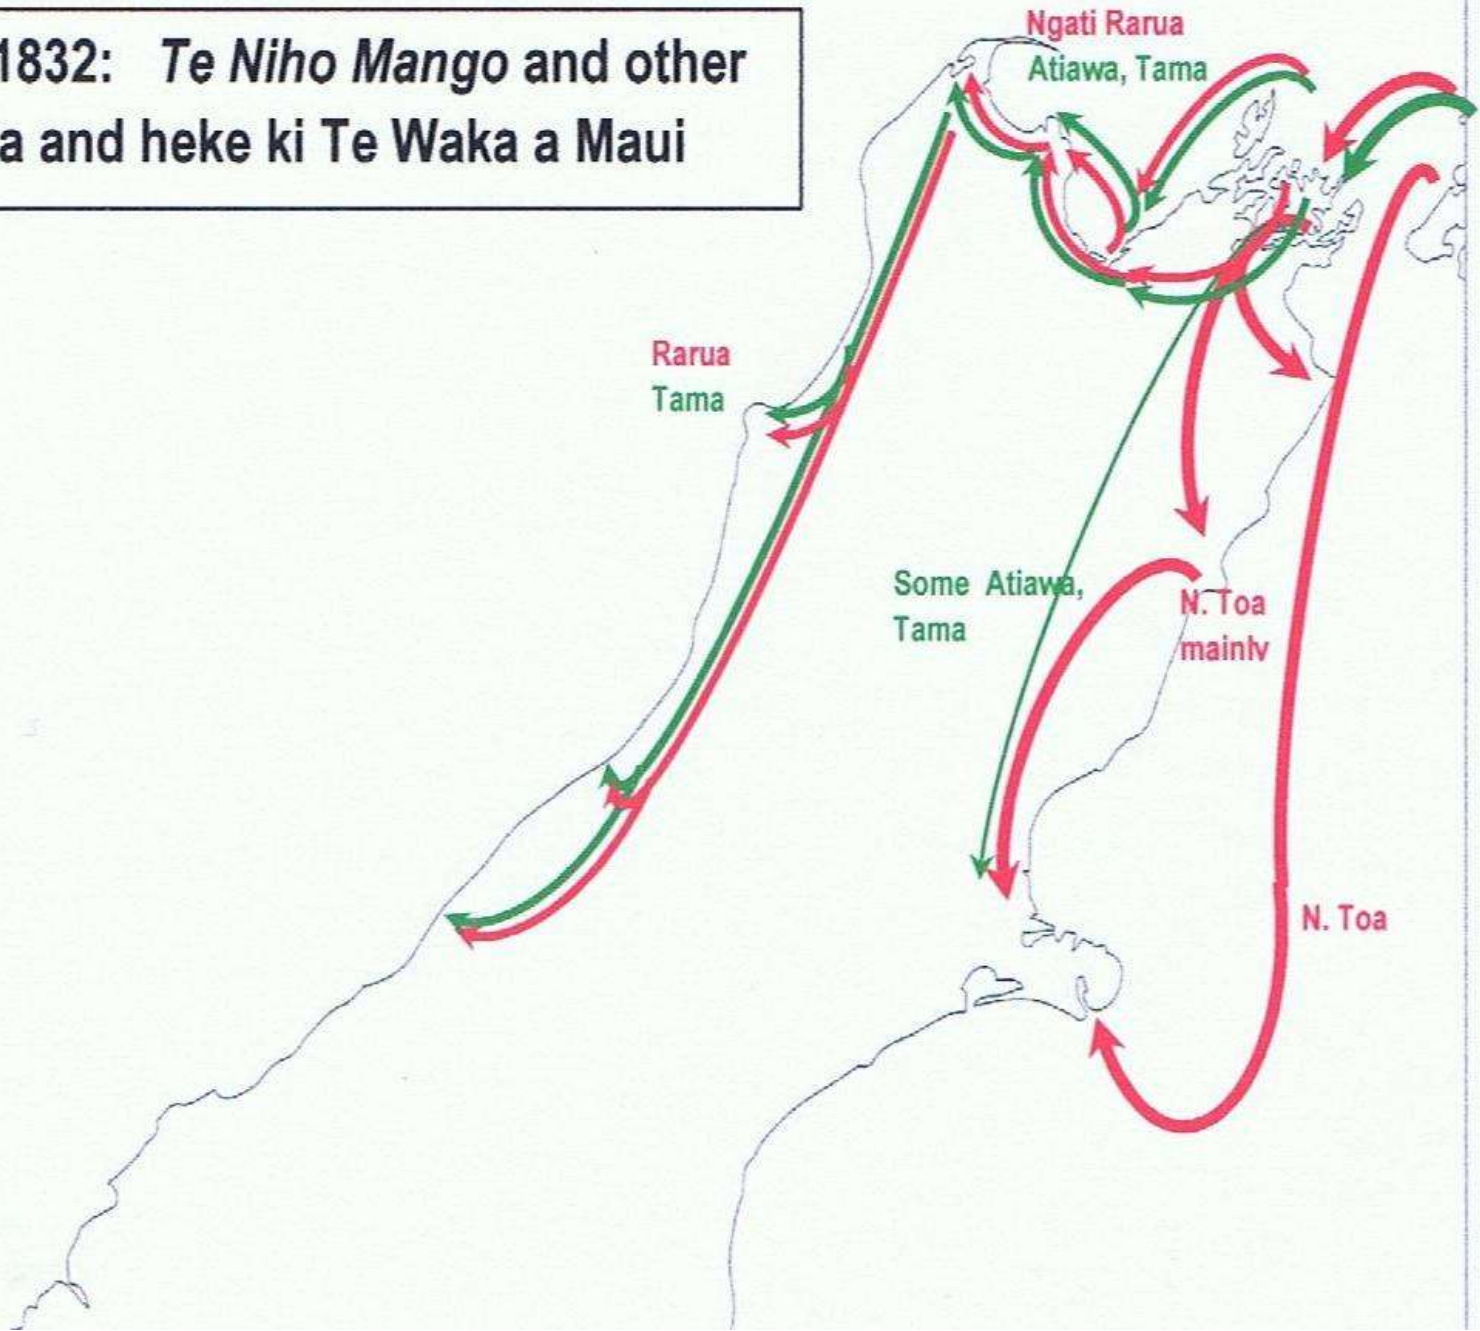 1832: Te Niho Mango and other
a and heke ki Te Waka a Maui
Ngati Rarua
Atiawa, Tama
Rarua
Tama
Some Atiawa,
Tama
N. Toa
mainly
N. Toa